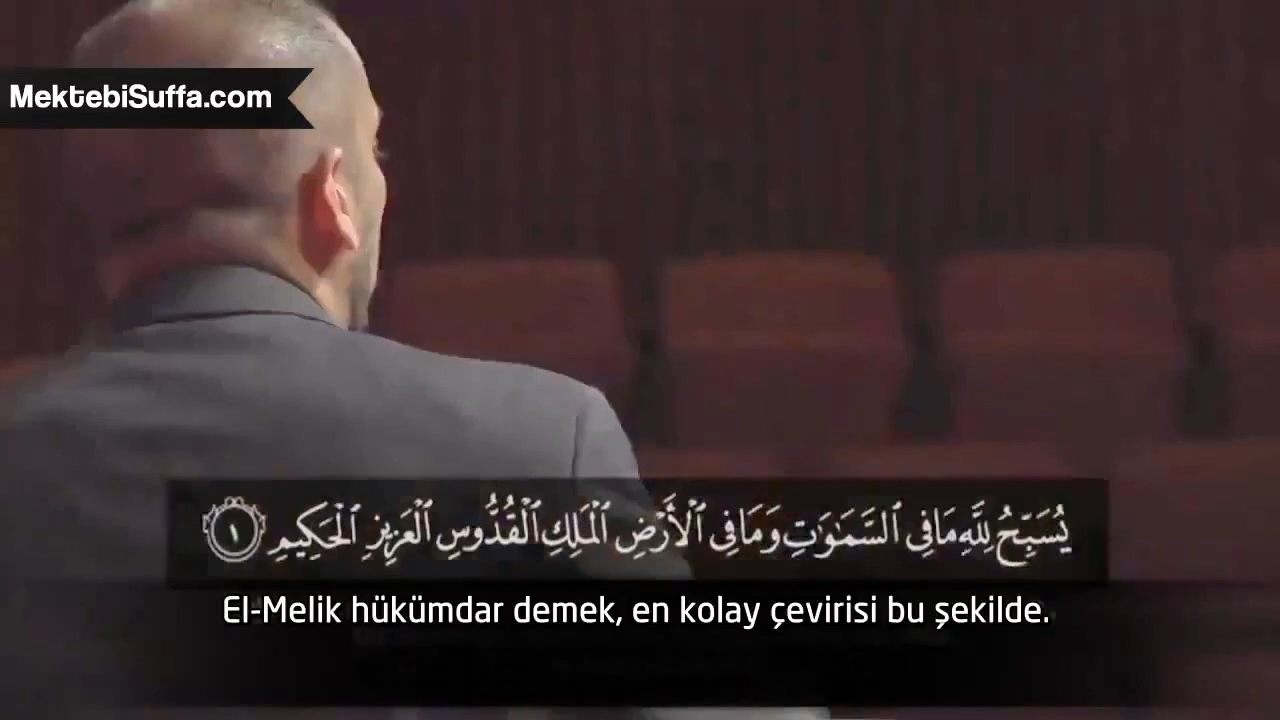 MektebiSuffa.com
يُسَبِّحُ لِلَّهِ مَا فِى ٱلسَّمَٰوَٰتِ وَمَا فِى ٱلْأَرْضِ ٱلْمَلِكِ ٱلْقُدُّوسِ ٱلْعَزِيزِ ٱلْحَكِيمِ ١
El-Melik hükümdar demek, en kolay çevirisi bu şekilde.